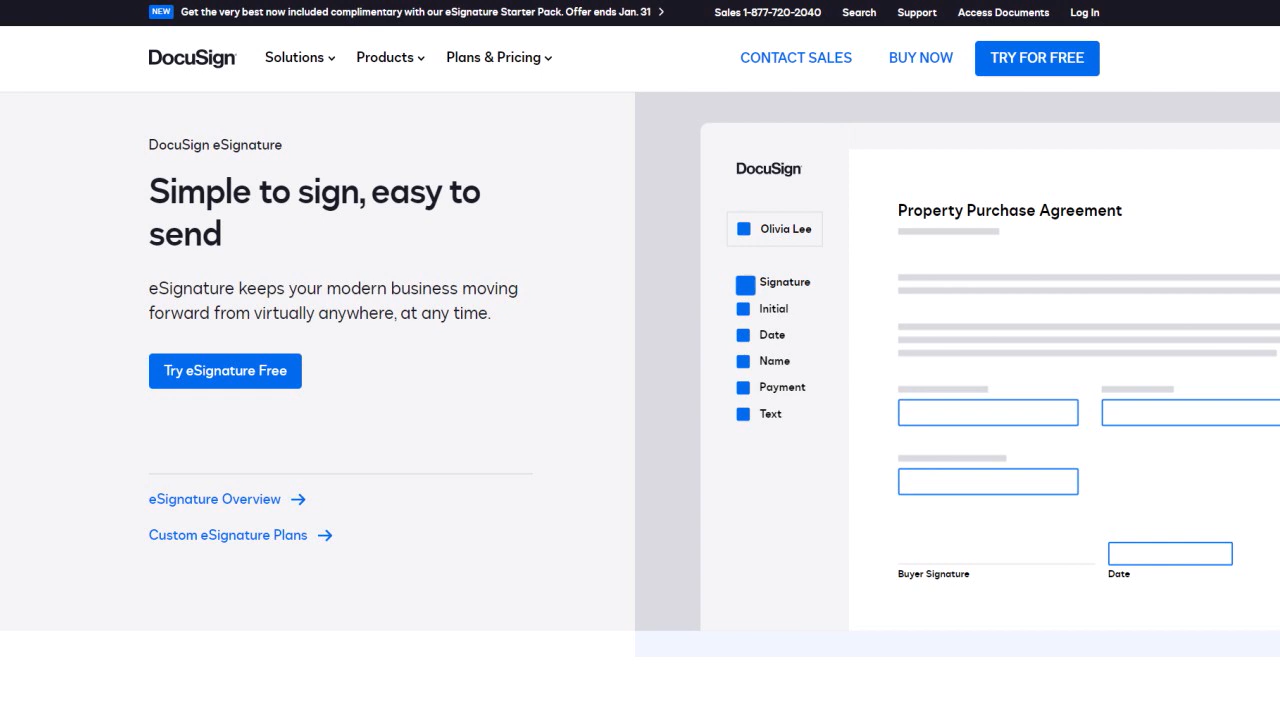 NEW Get the very best now included complimentary with our eSignature Starter Pack. Offer ends Jan. 31 Sales 1-877-720-2040 Search Support Access Documents Log In
DocuSign Solutions Products Plans & Pricing CONTACT SALES BUY NOW TRY FOR FREE
DocuSign eSignature
Simple to sign, easy to
send
eSignature keeps your modern business moving
forward from virtually anywhere, at any time.
Try eSignature Free
eSignature Overview
Custom eSignature Plans
DocuSign
Olivia Lee
Signature
Initial
Date
Name
Payment
Text
Property Purchase Agreement
Buyer Signature
Date